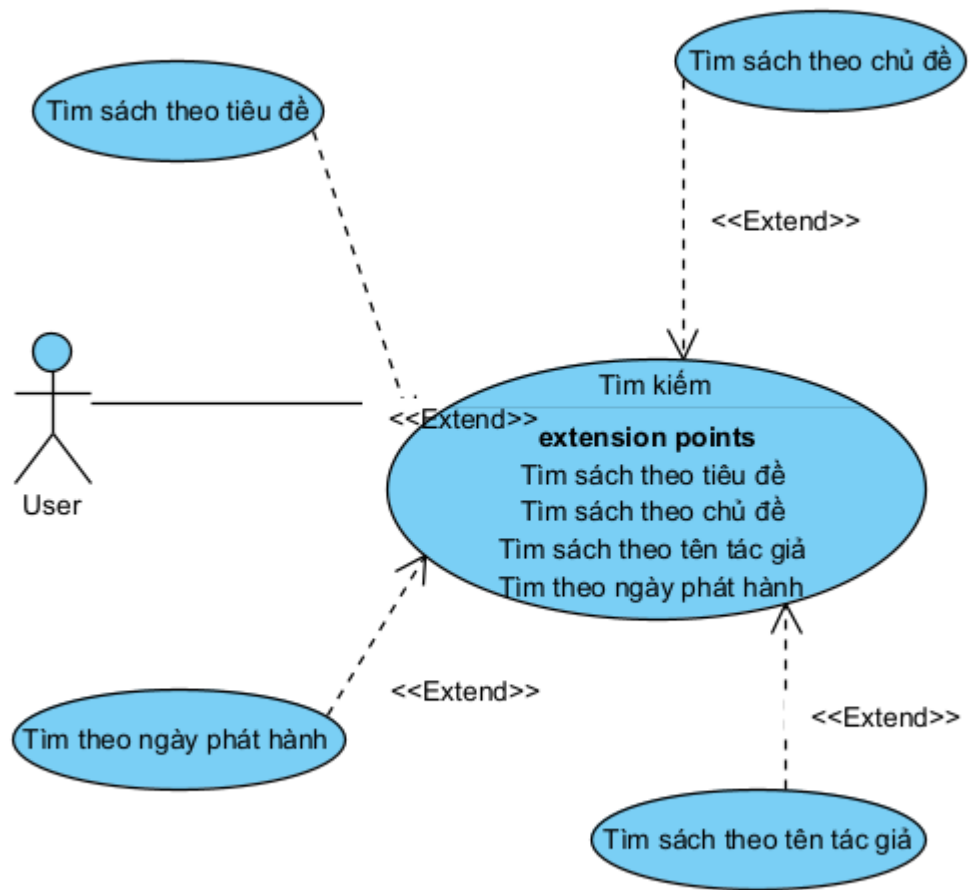 Tìm sách theo chủ đề
Tìm sách theo tiêu đề
<<Extend>>
Tìm kiếm
<<Extend>>
extension points
Tìm sách theo tiêu đề
Tìm sách theo chủ đề
Tìm sách theo tên tác giả
Tìm theo ngày phát hành
User
<<Extend>>
<<Extend>>
Tìm theo ngày phát hành
Tìm sách theo tên tác giả